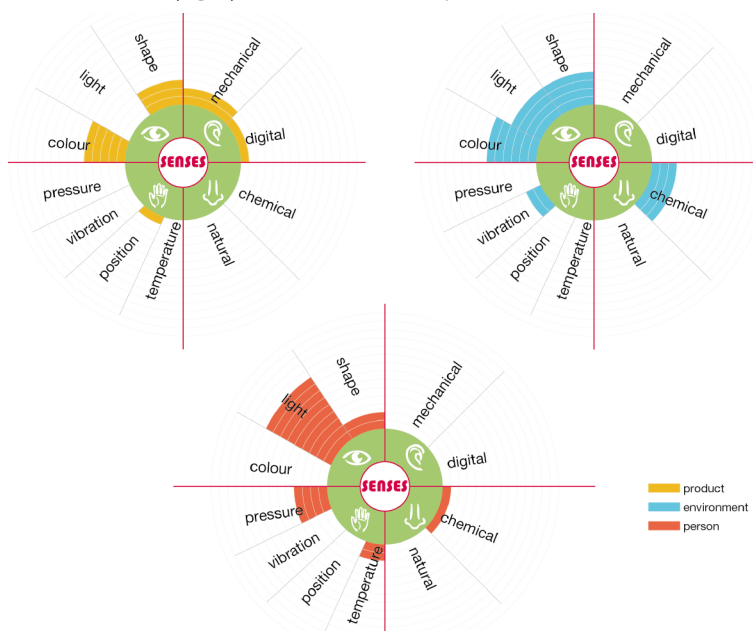 shape
mechanical
light
colour
digital
SENSES
pressure
chemical
vibration
position
temperature
natural
shape
mechanical
light
colour
digital
SENSES
pressure
chemical
vibration
position
temperature
natural
shape
mechanical
light
colour
digital
SENSES
pressure
chemical
vibration
position
temperature
natural
product
environment
person